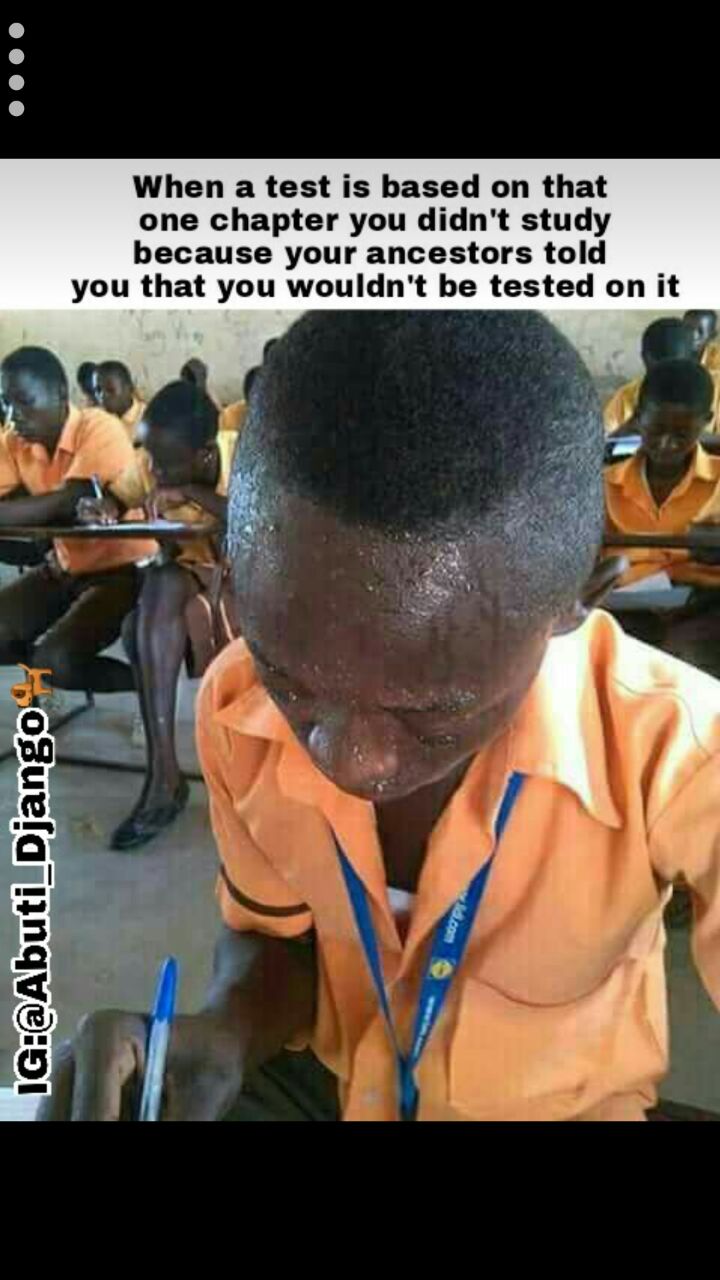 When a test is based on that
one chapter you didn't study
because your ancestors told
you that you wouldn't be tested on it
IG:@Abuti_Django